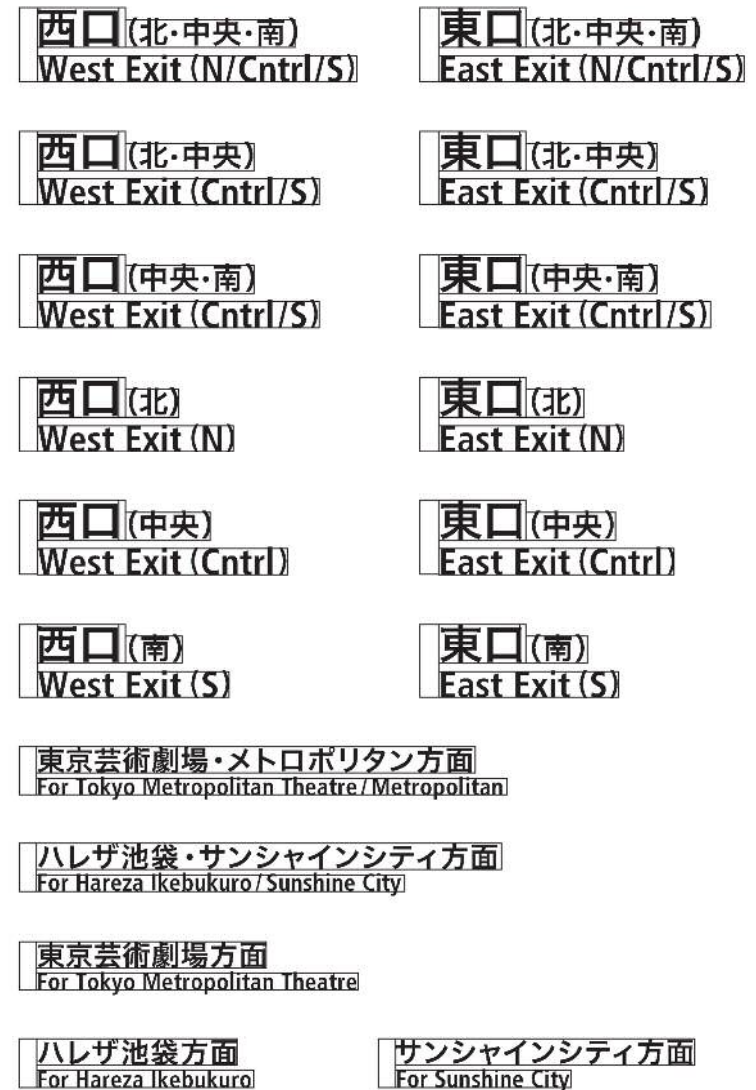 西口(北・中央・南)
West Exit (N/Cntrl/S)
東口(北・中央・南)
East Exit (N/Cntrl/S)
西口(北・中央)
West Exit (Cntrl/S)
東口(北・中央)
East Exit (Cntrl/S)
西口(中央・南)
West Exit (Cntrl/S)
東口(中央・南)
East Exit (Cntrl/S)
西口(北)
West Exit (N)
東口(北)
East Exit (N)
西口(中央)
West Exit (Cntrl)
東口(中央)
East Exit (Cntrl)
西口(南)
West Exit (S)
東口(南)
East Exit (S)
東京芸術劇場・メトロポリタン方面
For Tokyo Metropolitan Theatre/Metropolitan
ハレザ池袋・サンシャインシティ方面
For Hareza Ikebukuro/Sunshine City
東京芸術劇場方面
For Tokyo Metropolitan Theatre
ハレザ池袋方面
For Hareza Ikebukuro
サンシャインシティ方面
For Sunshine City